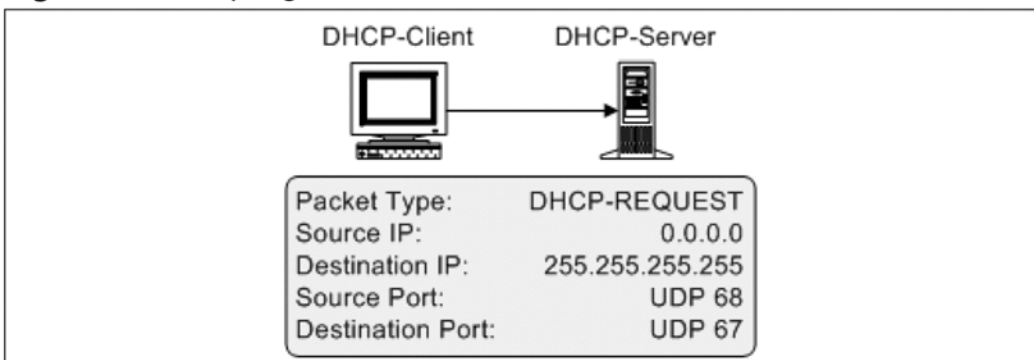 DHCP-Client DHCP-Server
Packet Type: DHCP-REQUEST
Source IP: 0.0.0.0
Destination IP: 255.255.255.255
Source Port: UDP 68
Destination Port: UDP 67